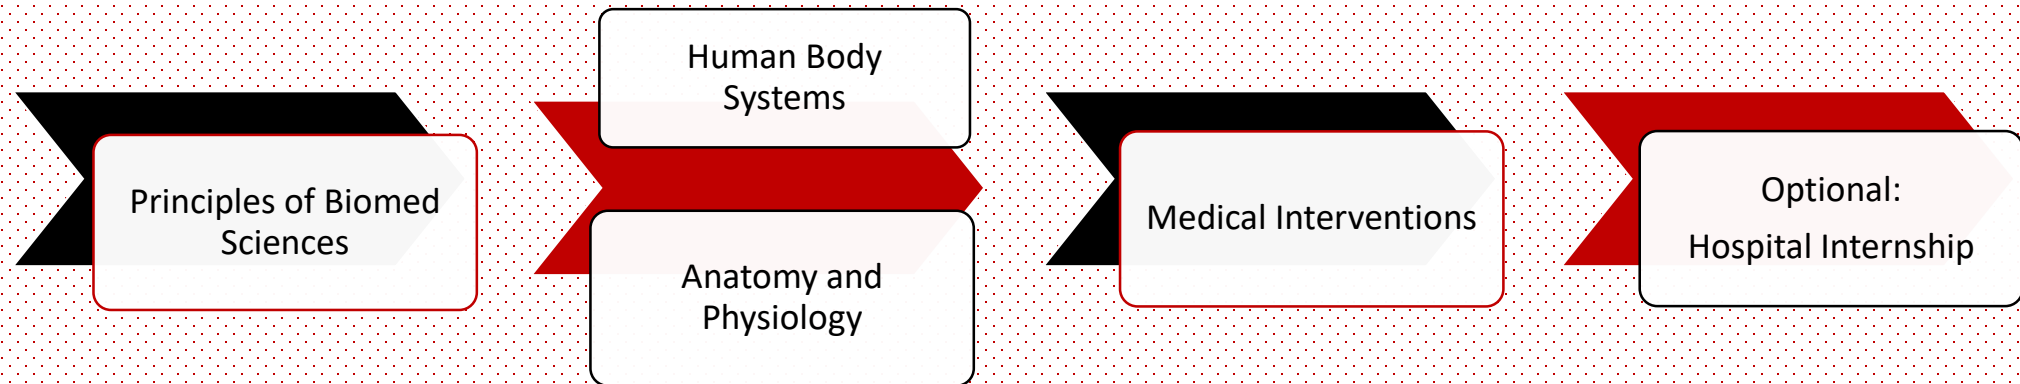 Principles of Biomed
Sciences
Human Body
Systems
Anatomy and
Physiology
Medical Interventions
Optional:
Hospital Internship